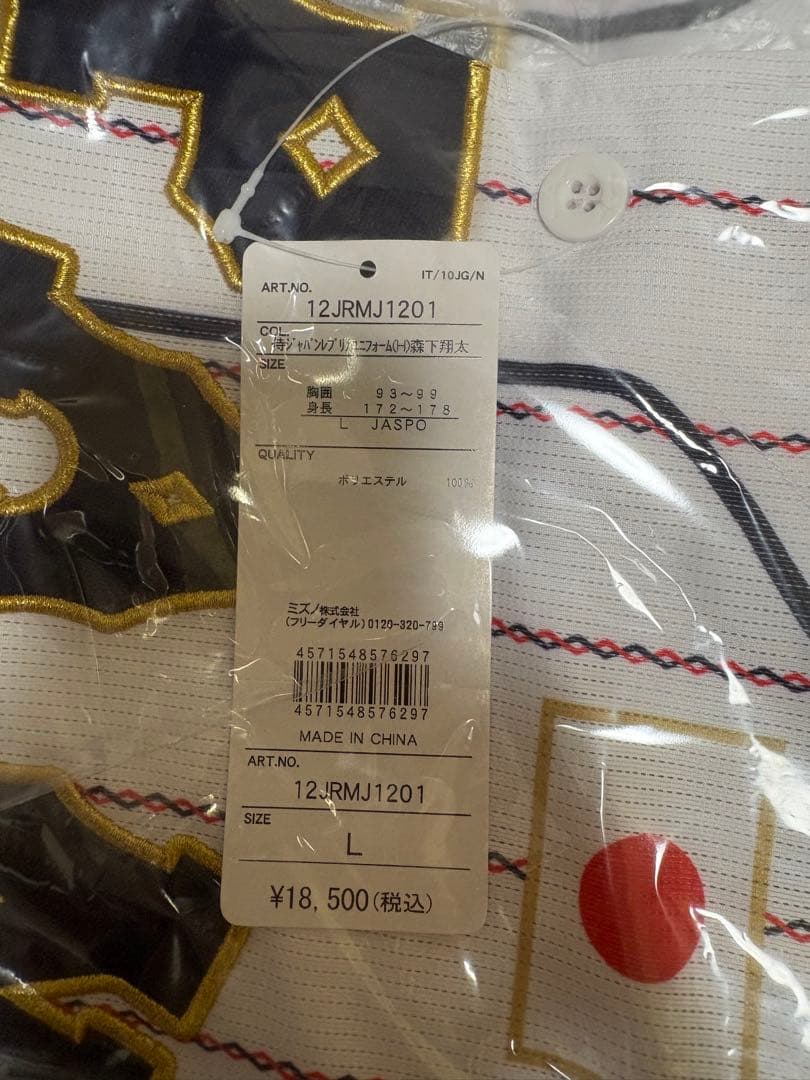 IT/10JG/N
ART.NO.
12JRMJ1201
COL.
侍ジャパンレプリカユニフォーム(H)森下翔太
SIZE
胸囲 93～99
身長 172～178
L JASPO
QUALITY
ポリエステル 100%
ミズノ株式会社
(フリーダイヤル)0120-320-799
4571548576297
4571548576297
MADE IN CHINA
ART.NO.
12JRMJ1201
SIZE
L
¥18,500(税込)